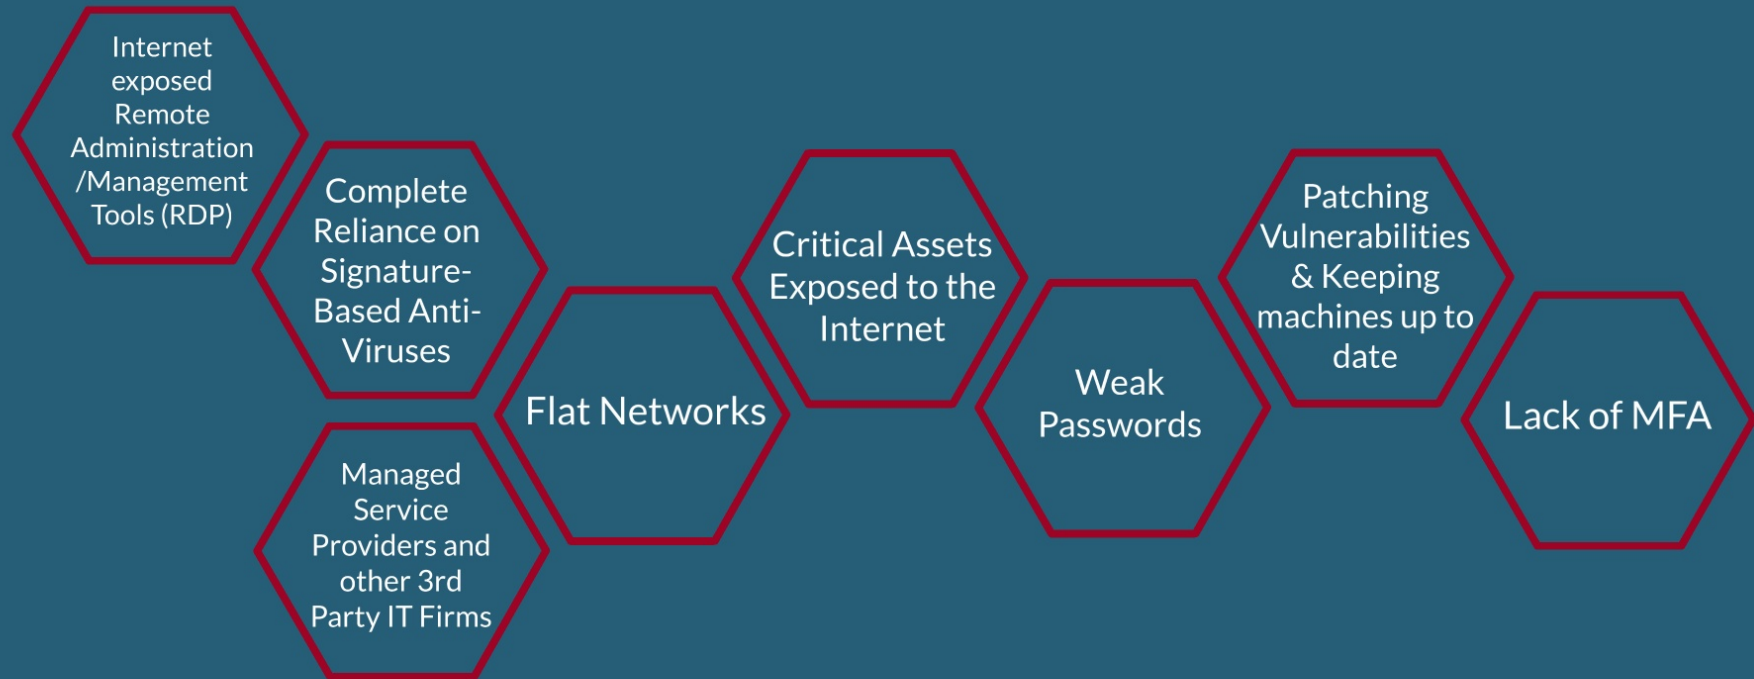 Internet
exposed
Remote
Administration
/Management
Tools (RDP)
Complete
Reliance on
Signature-
Based Anti-
Viruses
Managed
Service
Providers and
other 3rd
Party IT Firms
Flat Networks
Critical Assets
Exposed to the
Internet
Weak
Passwords
Patching
Vulnerabilities
& Keeping
machines up to
date
Lack of MFA